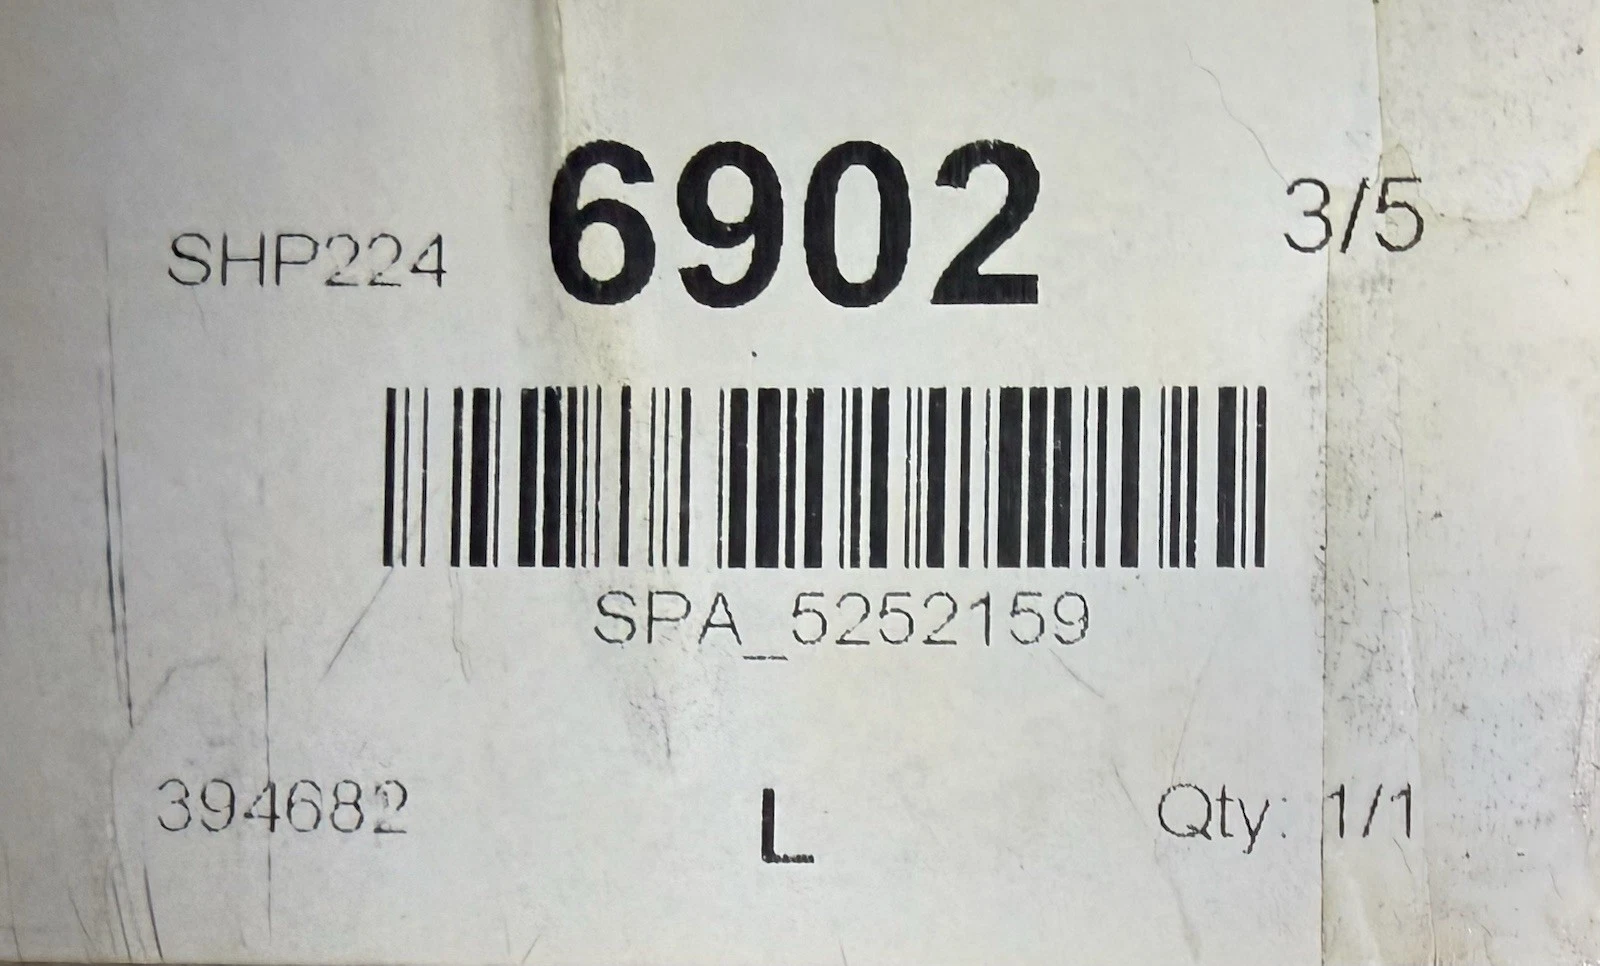 SHP224 6902 3/5
SPA_5252159
394682 L Qty: 1/1